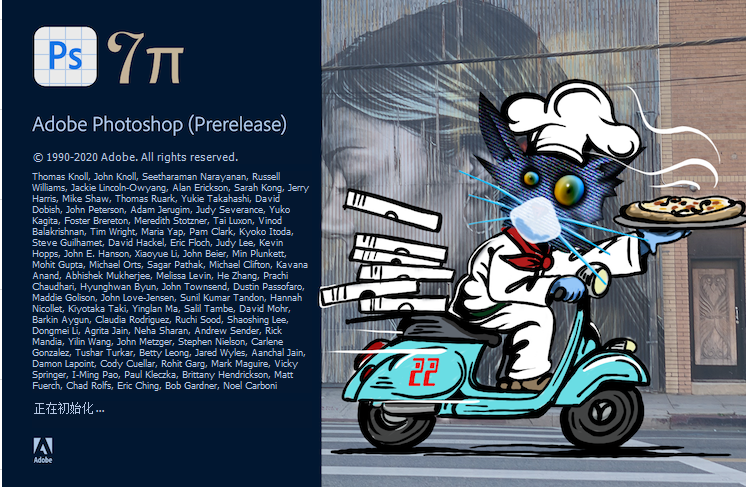 Ps 7π
Adobe Photoshop (Prerelease)
© 1990-2020 Adobe. All rights reserved.
Thomas Knoll, John Knoll, Seetharaman Narayanan, Russell
Williams, Jackie Lincoln-Owyang, Alan Erickson, Sarah Kong, Jerry
Harris, Mike Shaw, Thomas Ruark, Yukie Takahashi, David
Dobish, John Peterson, Adam Jerugim, Judy Severance, Yuko
Kagita, Foster Brereton, Meredith Stotzner, Tai Luxon, Vinod
Balakrishnan, Tim Wright, Maria Yap, Pam Clark, Kyoko Itoda,
Steve Guilhamet, David Hackel, Eric Floch, Judy Lee, Kevin
Hopps, John E. Hanson, Xiaoyue Li, John Beier, Min Plunkett,
Mohit Gupta, Michael Orts, Sagar Pathak, Michael Clifton, Kavana
Anand, Abhishek Mukherjee, Melissa Levin, He Zhang, Prachi
Chaudhari, Hyunghwan Byun, John Townsend, Dustin Passofaro,
Maddie Golison, John Love-Jensen, Sunil Kumar Tandon, Hannah
Nicollet, Kiyotaka Taki, Yinglan Ma, Salil Tambe, David Mohr,
Barkin Aygun, Claudia Rodriguez, Ruchi Sood, Shaoshing Lee,
Dongmei Li, Agrita Jain, Neha Sharan, Andrew Sender, Rick
Mandia, Yilin Wang, John Metzger, Stephen Nielson, Carlene
Gonzalez, Tushar Turkar, Betty Leong, Jared Wyles, Aanchal Jain,
Damon Lapoint, Cody Cuellar, Rohit Garg, Mark Maguire, Vicky
Springer, I-Ming Pao, Paul Kleczka, Brittany Hendrickson, Matt
Fuerch, Chad Rolfs, Eric Ching, Bob Gardner, Noel Carboni
正在初始化 ...
Adobe
22